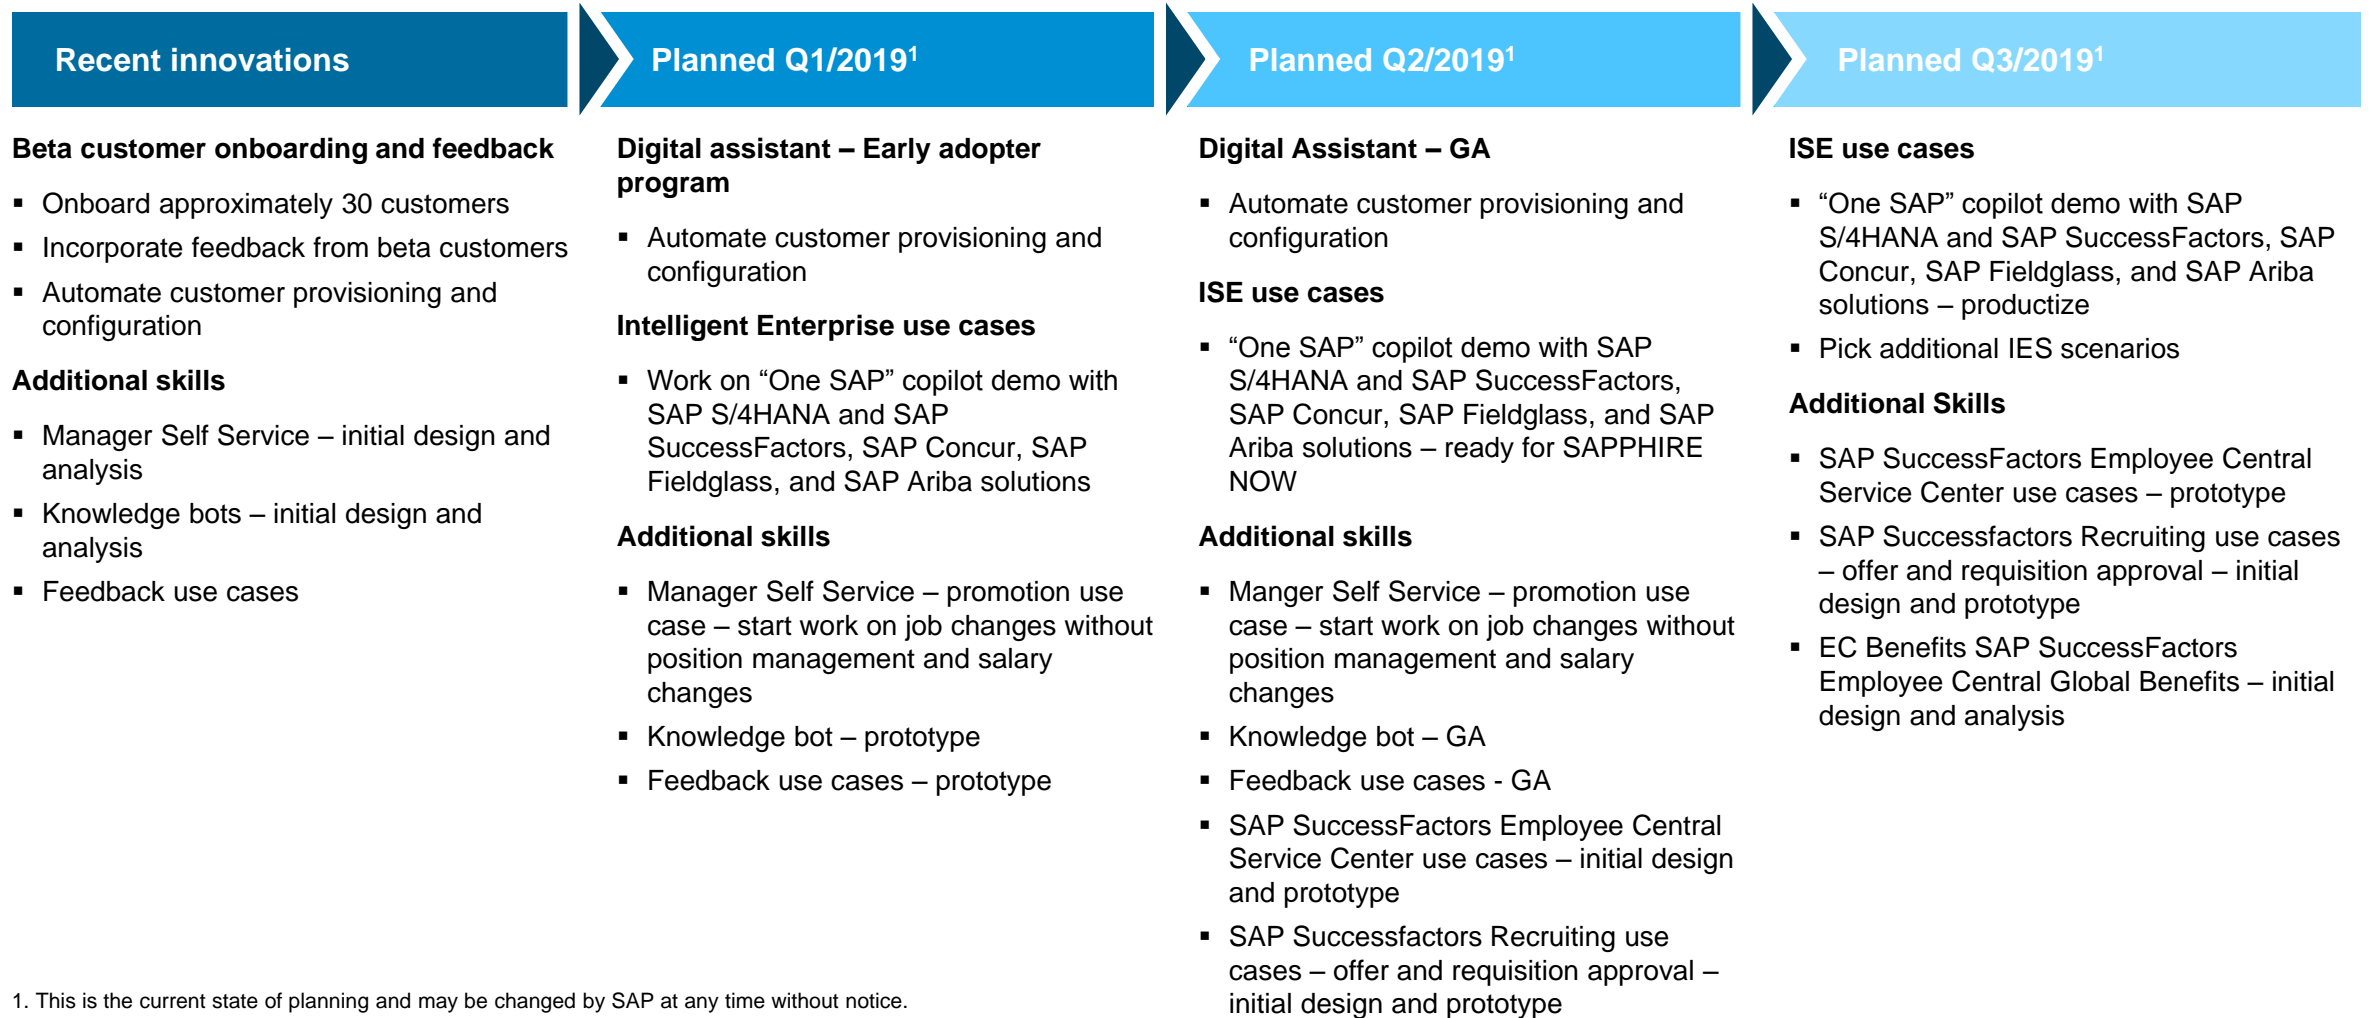 Recent innovations
Planned Q1/2019¹
Planned Q2/2019¹
Planned Q3/2019¹
Beta customer onboarding and feedback
▪ Onboard approximately 30 customers
▪ Incorporate feedback from beta customers
▪ Automate customer provisioning and
configuration
Additional skills
▪ Manager Self Service – initial design and
analysis
▪ Knowledge bots – initial design and
analysis
▪ Feedback use cases
Digital assistant – Early adopter
program
▪ Automate customer provisioning and
configuration
Intelligent Enterprise use cases
▪ Work on “One SAP” copilot demo with
SAP S/4HANA and SAP
SuccessFactors, SAP Concur, SAP
Fieldglass, and SAP Ariba solutions
Additional skills
▪ Manager Self Service – promotion use
case – start work on job changes without
position management and salary
changes
▪ Knowledge bot – prototype
▪ Feedback use cases – prototype
Digital Assistant – GA
▪ Automate customer provisioning and
configuration
ISE use cases
▪ “One SAP” copilot demo with SAP
S/4HANA and SAP SuccessFactors,
SAP Concur, SAP Fieldglass, and SAP
Ariba solutions – ready for SAPPHIRE
NOW
Additional skills
▪ Manger Self Service – promotion use
case – start work on job changes without
position management and salary
changes
▪ Knowledge bot – GA
▪ Feedback use cases - GA
▪ SAP SuccessFactors Employee Central
Service Center use cases – initial design
and prototype
▪ SAP Successfactors Recruiting use
cases – offer and requisition approval –
initial design and prototype
ISE use cases
▪ “One SAP” copilot demo with SAP
S/4HANA and SAP SuccessFactors, SAP
Concur, SAP Fieldglass, and SAP Ariba
solutions – productize
▪ Pick additional IES scenarios
Additional Skills
▪ SAP SuccessFactors Employee Central
Service Center use cases – prototype
▪ SAP Successfactors Recruiting use cases
– offer and requisition approval – initial
design and prototype
▪ EC Benefits SAP SuccessFactors
Employee Central Global Benefits – initial
design and analysis
1. This is the current state of planning and may be changed by SAP at any time without notice.